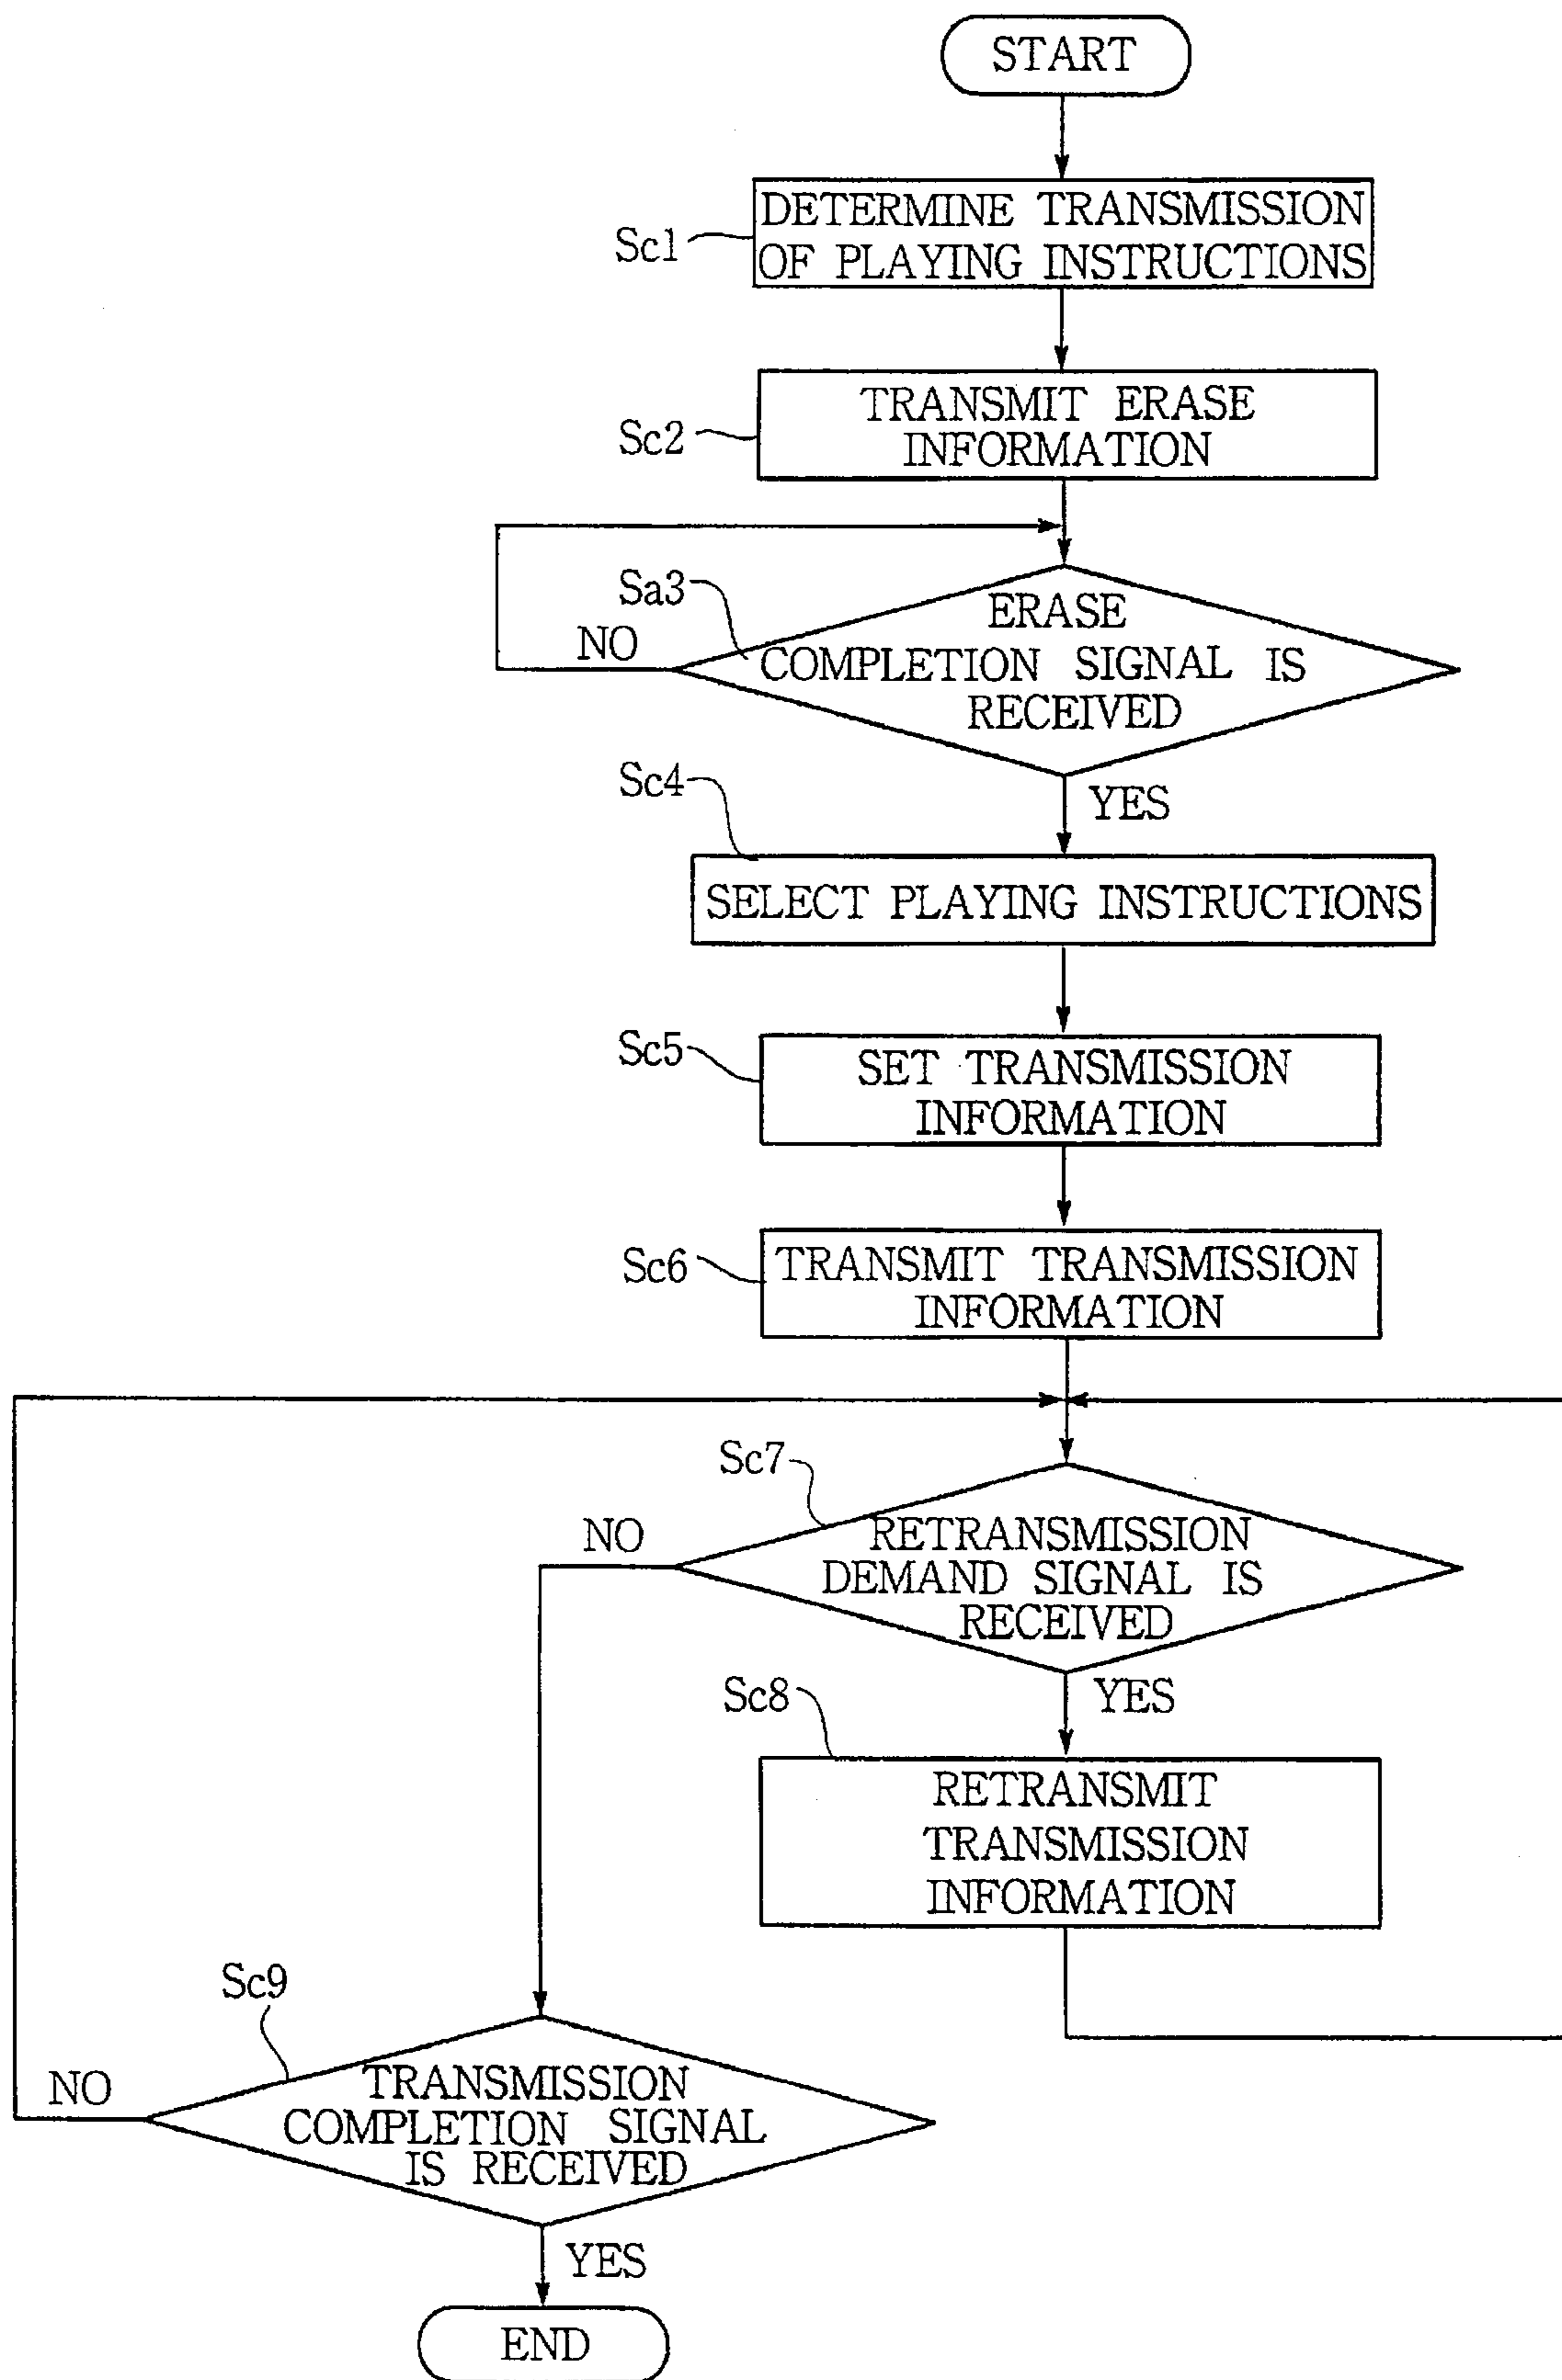 START
Sc1
DETERMINE TRANSMISSION
OF PLAYING INSTRUCTIONS
Sc2
TRANSMIT ERASE
INFORMATION
Sa3
NO
ERASE
COMPLETION SIGNAL IS
RECEIVED
YES
Sc4
SELECT PLAYING INSTRUCTIONS
Sc5
SET TRANSMISSION
INFORMATION
Sc6
TRANSMIT TRANSMISSION
INFORMATION
Sc7
NO
RETRANSMISSION
DEMAND SIGNAL IS
RECEIVED
YES
Sc8
RETRANSMIT
TRANSMISSION
INFORMATION
Sc9
NO
TRANSMISSION
COMPLETION SIGNAL
IS RECEIVED
YES
END